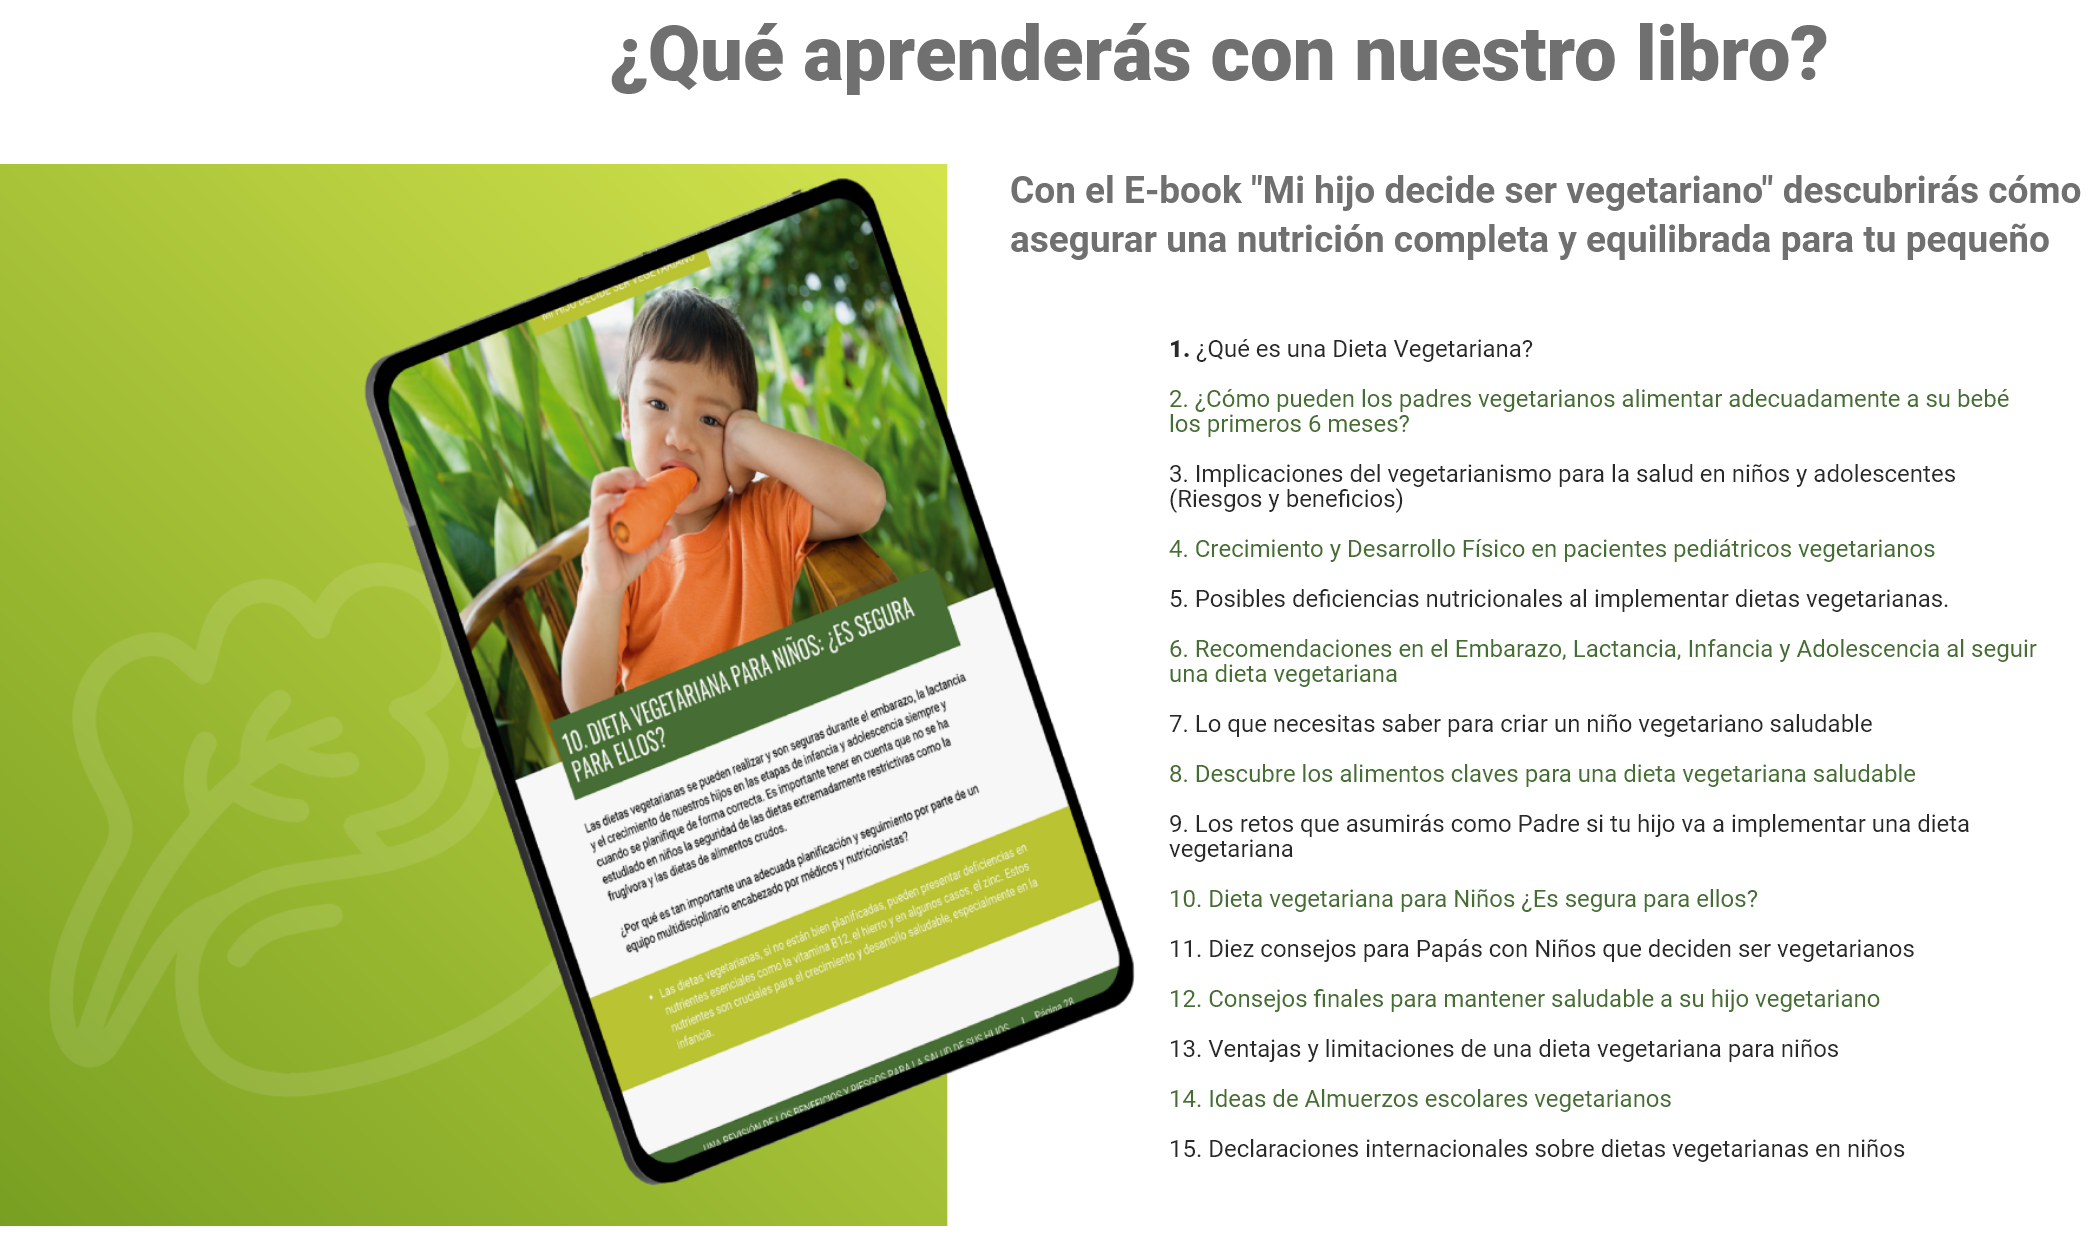 ¿Qué aprenderás con nuestro libro?
Con el E-book "Mi hijo decide ser vegetariano" descubrirás cómo
asegurar una nutrición completa y equilibrada para tu pequeño
1. ¿Qué es una Dieta Vegetariana?
2. ¿Cómo pueden los padres vegetarianos alimentar adecuadamente a su bebé
los primeros 6 meses?
3. Implicaciones del vegetarianismo para la salud en niños y adolescentes
(Riesgos y beneficios)
4. Crecimiento y Desarrollo Físico en pacientes pediátricos vegetarianos
5. Posibles deficiencias nutricionales al implementar dietas vegetarianas.
6. Recomendaciones en el Embarazo, Lactancia, Infancia y Adolescencia al seguir
una dieta vegetariana
7. Lo que necesitas saber para criar un niño vegetariano saludable
8. Descubre los alimentos claves para una dieta vegetariana saludable
9. Los retos que asumirás como Padre si tu hijo va a implementar una dieta
vegetariana
10. Dieta vegetariana para Niños ¿Es segura para ellos?
11. Diez consejos para Papás con Niños que deciden ser vegetarianos
12. Consejos finales para mantener saludable a su hijo vegetariano
13. Ventajas y limitaciones de una dieta vegetariana para niños
14. Ideas de Almuerzos escolares vegetarianos
15. Declaraciones internacionales sobre dietas vegetarianas en niños
MI HIJO DECIDE SER VEGETARIANO
10. DIETA VEGETARIANA PARA NIÑOS: ¿ES SEGURA
PARA ELLOS?
Las dietas vegetarianas se pueden realizar y son seguras durante el embarazo, la lactancia
y el crecimiento de nuestros hijos en las etapas de infancia y adolescencia siempre y
cuando se planifique de forma correcta. Es importante tener en cuenta que no se ha
estudiado en niños la seguridad de las dietas extremadamente restrictivas como la
frugívora y las dietas de alimentos crudos.
¿Por qué es tan importante una adecuada planificación y seguimiento por parte de un
equipo multidisciplinario encabezado por médicos y nutricionistas?
• Las dietas vegetarianas, si no están bien planificadas, pueden presentar deficiencias en
nutrientes esenciales como la vitamina B12, el hierro y en algunos casos, el zinc. Estos
nutrientes son cruciales para el crecimiento y desarrollo saludable, especialmente en la
infancia.
UNA REVISIÓN DE LOS BENEFICIOS Y RIESGOS PARA LA SALUD DE SUS HIJOS | Página 28